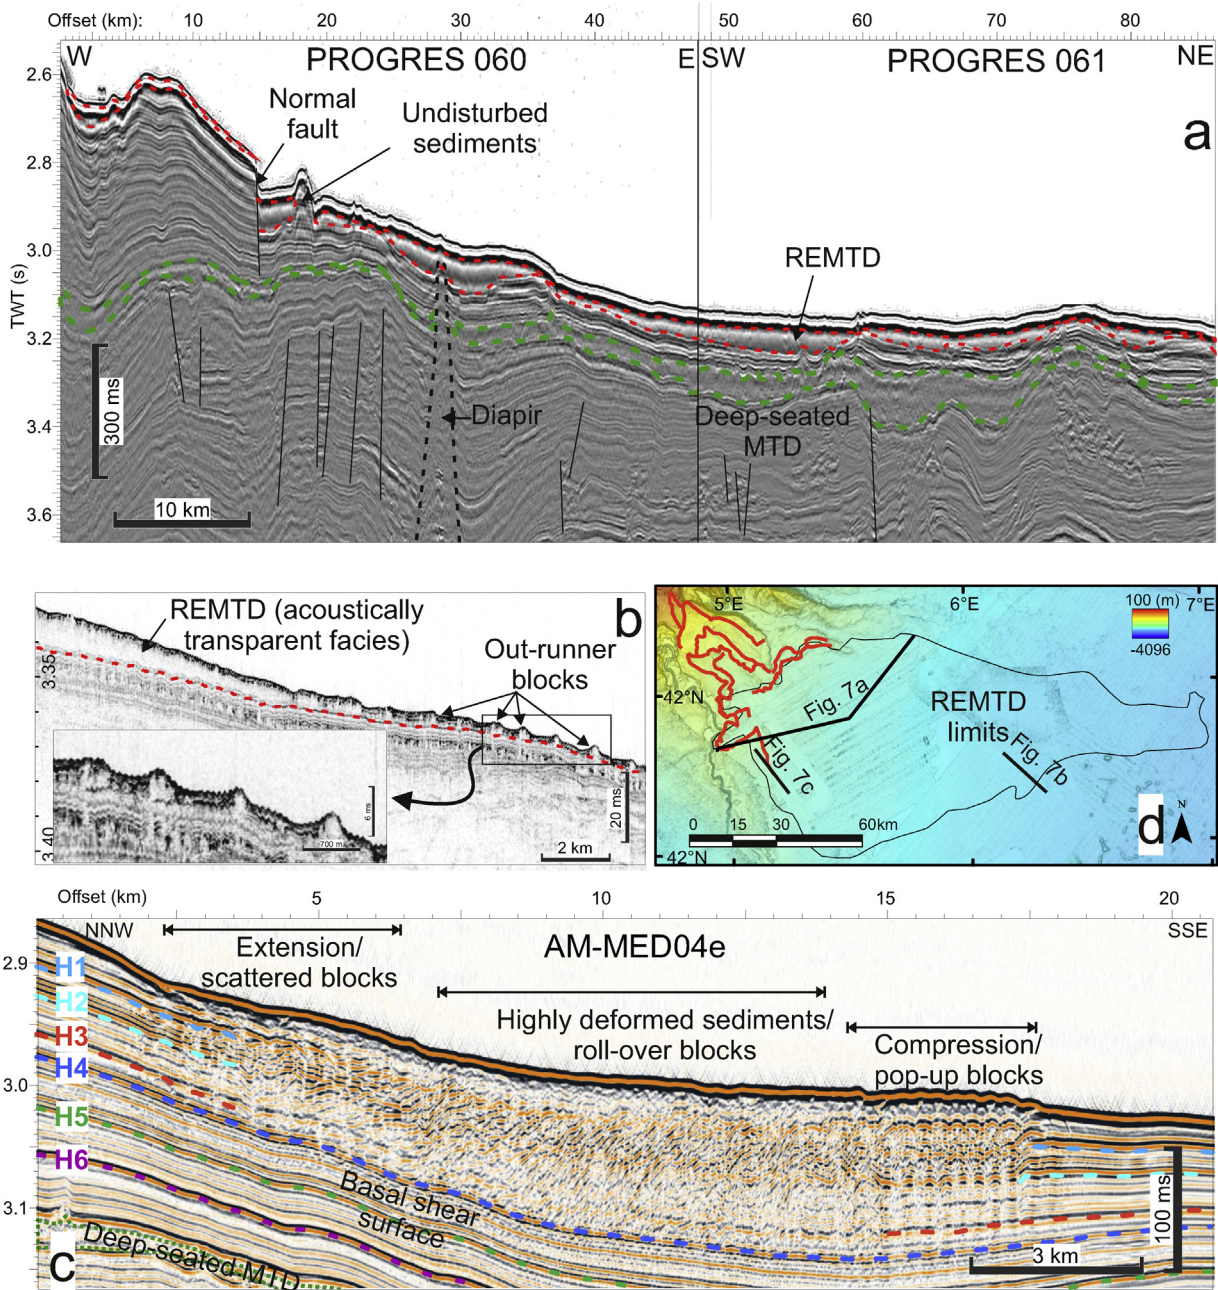 Offset (km): 10 20 30 40 50 60 70 80
W PROGRES 060 E SW PROGRES 061 NE
a
2.6
2.8
3.0
3.2
3.4
3.6
TWT (s)
Normal
fault
Undisturbed
sediments
REMTD
300 ms
Diapir
Deep-seated
MTD
10 km
b
REMTD (acoustically
transparent facies)
Out-runner
blocks
3.35
3.40
6 ms
700 m
20 ms
2 km
5°E 6°E 7°E
100 (m)
-4096
42°N
Fig. 7a
REMTD
limits
Fig. 7b
Fig. 7c
0 15 30 60km
42°N
d
N
Offset (km) 5 10 15 20
NNW AM-MED04e SSE
Extension/
scattered blocks
Highly deformed sediments/
roll-over blocks
Compression/
pop-up blocks
2.9
3.0
3.1
H1
H2
H3
H4
H5
H6
Basal shear
surface
Deep-seated MTD
c
100 ms
3 km